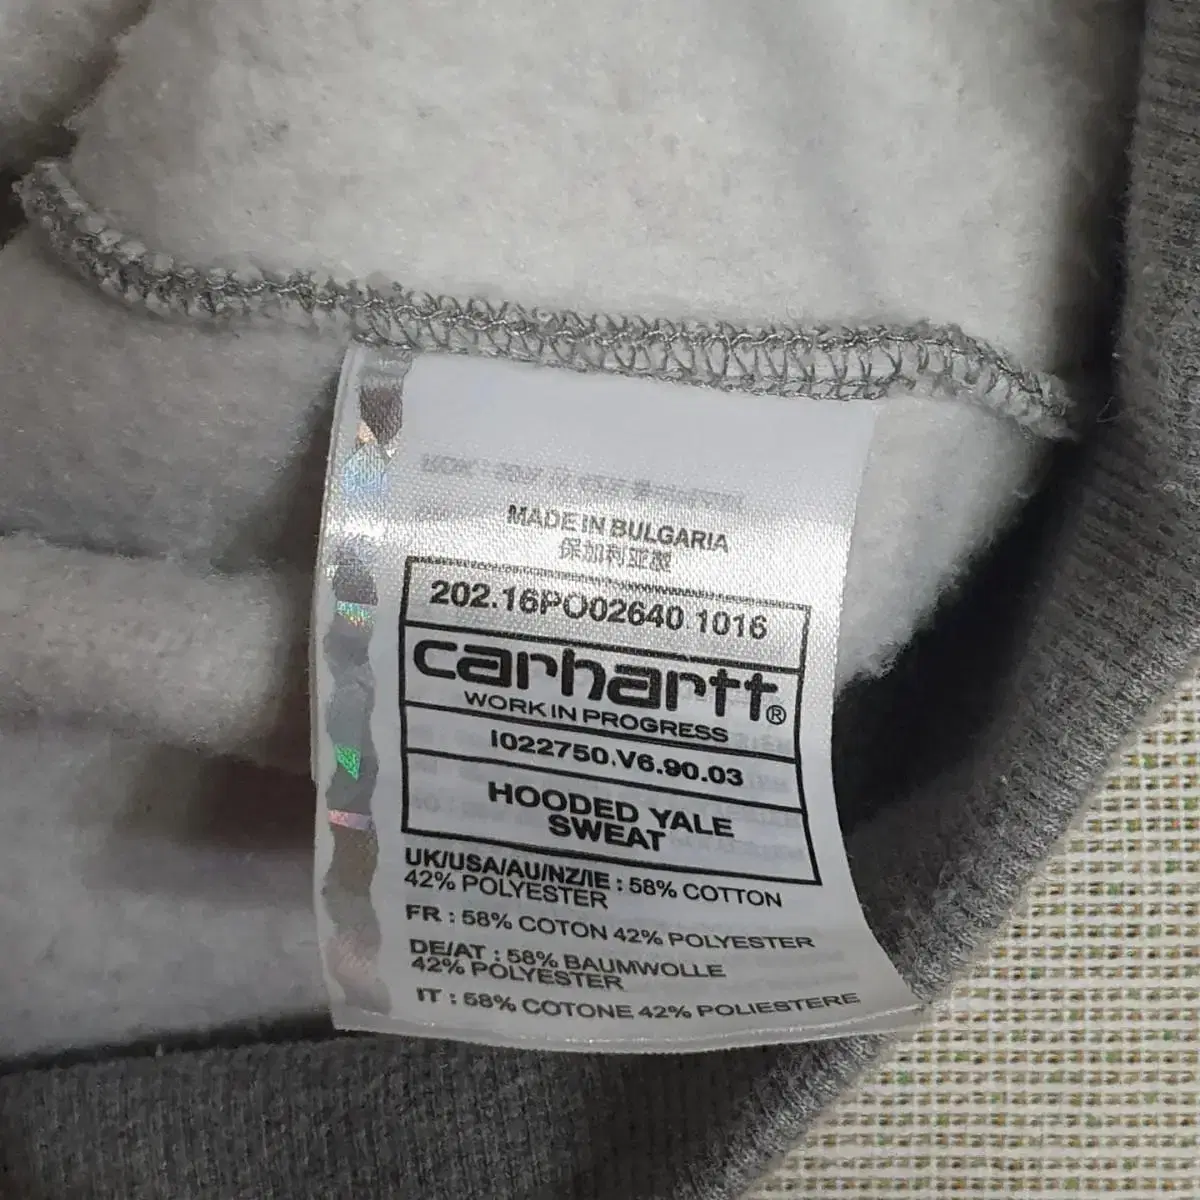 MADE IN BULGARIA
保加利亚製
202.16PO02640.1016
carhartt®
WORK IN PROGRESS
I022750.V6.90.03
HOODED YALE
SWEAT
UK/USA/AU/NZ/IE : 58% COTTON
42% POLYESTER
FR : 58% COTON 42% POLYESTER
DE/AT : 58% BAUMWOLLE
42% POLYESTER
IT : 58% COTONE 42% POLIESTERE